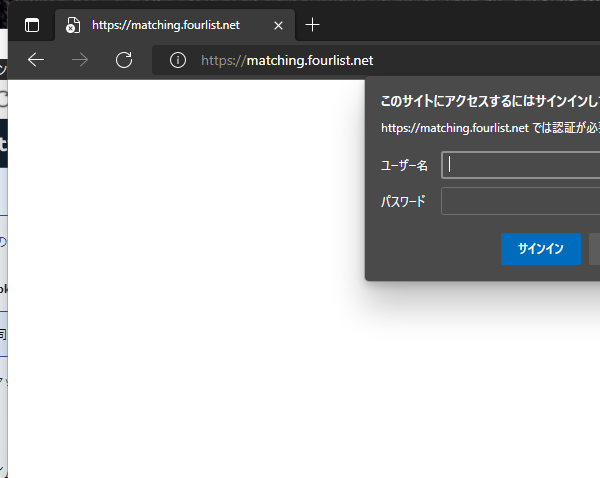 https://matching.fourlist.net
https://matching.fourlist.net
このサイトにアクセスするにはサインインして
https://matching.fourlist.net では認証が必要
ユーザー名
パスワード
サインイン